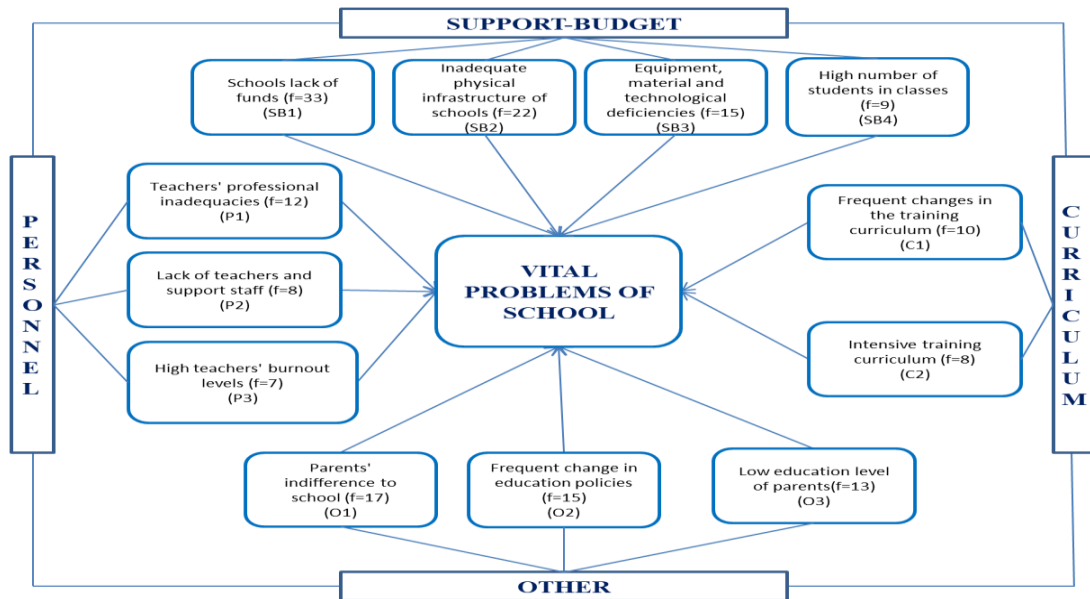 SUPPORT-BUDGET
Schools lack of
funds (f=33)
(SB1)
Inadequate
physical
infrastructure of
schools (f=22)
(SB2)
Equipment,
material and
technological
deficiencies (f=15)
(SB3)
High number of
students in classes
(f=9)
(SB4)
PERSONNEL
Teachers' professional
inadequacies (f=12)
(P1)
Lack of teachers and
support staff (f=8)
(P2)
High teachers' burnout
levels (f=7)
(P3)
VITAL
PROBLEMS OF
SCHOOL
Frequent changes in
the training
curriculum (f=10)
(C1)
Intensive training
curriculum (f=8)
(C2)
CURRICULUM
Parents'
indifference to
school (f=17)
(O1)
Frequent change in
education policies
(f=15)
(O2)
Low education level
of parents(f=13)
(O3)
OTHER